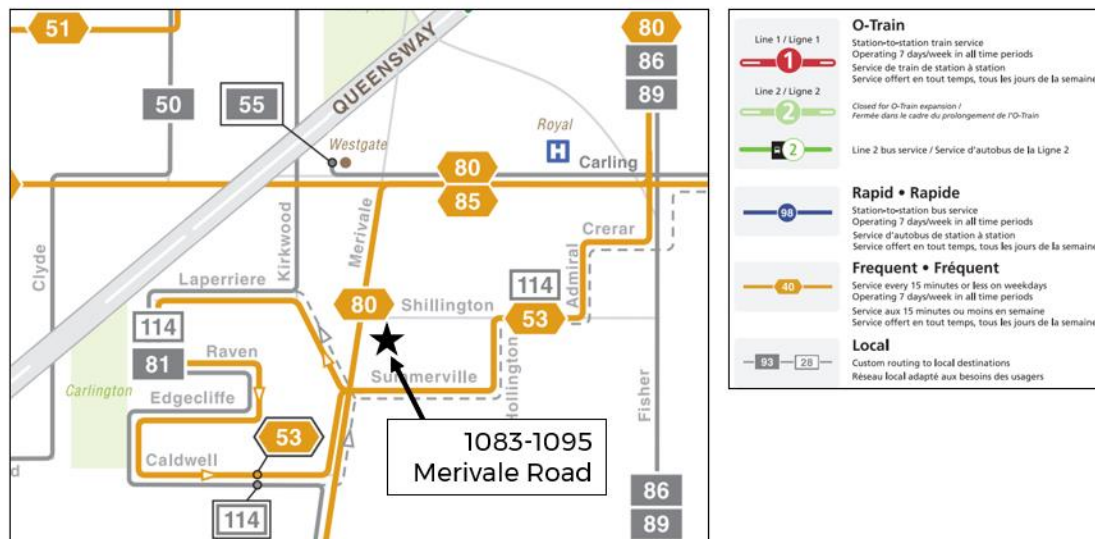 51
80
86
89
50
55
QUEENSWAY
Westgate
Royal
H
Carling
80
85
Clyde
Kirkwood
Merivale
Crerar
Admiral
Laperriere
114
80
Shillington
53
114
81
Raven
Summerville
Hollington
Fisher
Carlington
Edgecliffe
53
Caldwell
1083-1095
Merivale Road
d
114
86
89
O-Train
Line 1 / Ligne 1
1
Station-to-station train service
Operating 7 days/week in all time periods
Service de train de station à station
Service offert en tout temps, tous les jours de la semaine
Line 2 / Ligne 2
2
Closed for O-Train expansion /
Fermée dans le cadre du prolongement de l'O-Train
2
Line 2 bus service / Service d'autobus de la Ligne 2
Rapid • Rapide
98
Station-to-station bus service
Operating 7 days/week in all time periods
Service d'autobus de station à station
Service offert en tout temps, tous les jours de la semaine
Frequent • Fréquent
40
Service every 15 minutes or less on weekdays
Operating 7 days/week in all time periods
Service aux 15 minutes ou moins en semaine
Service offert en tout temps, tous les jours de la semaine
Local
93
28
Custom routing to local destinations
Réseau local adapté aux besoins des usagers